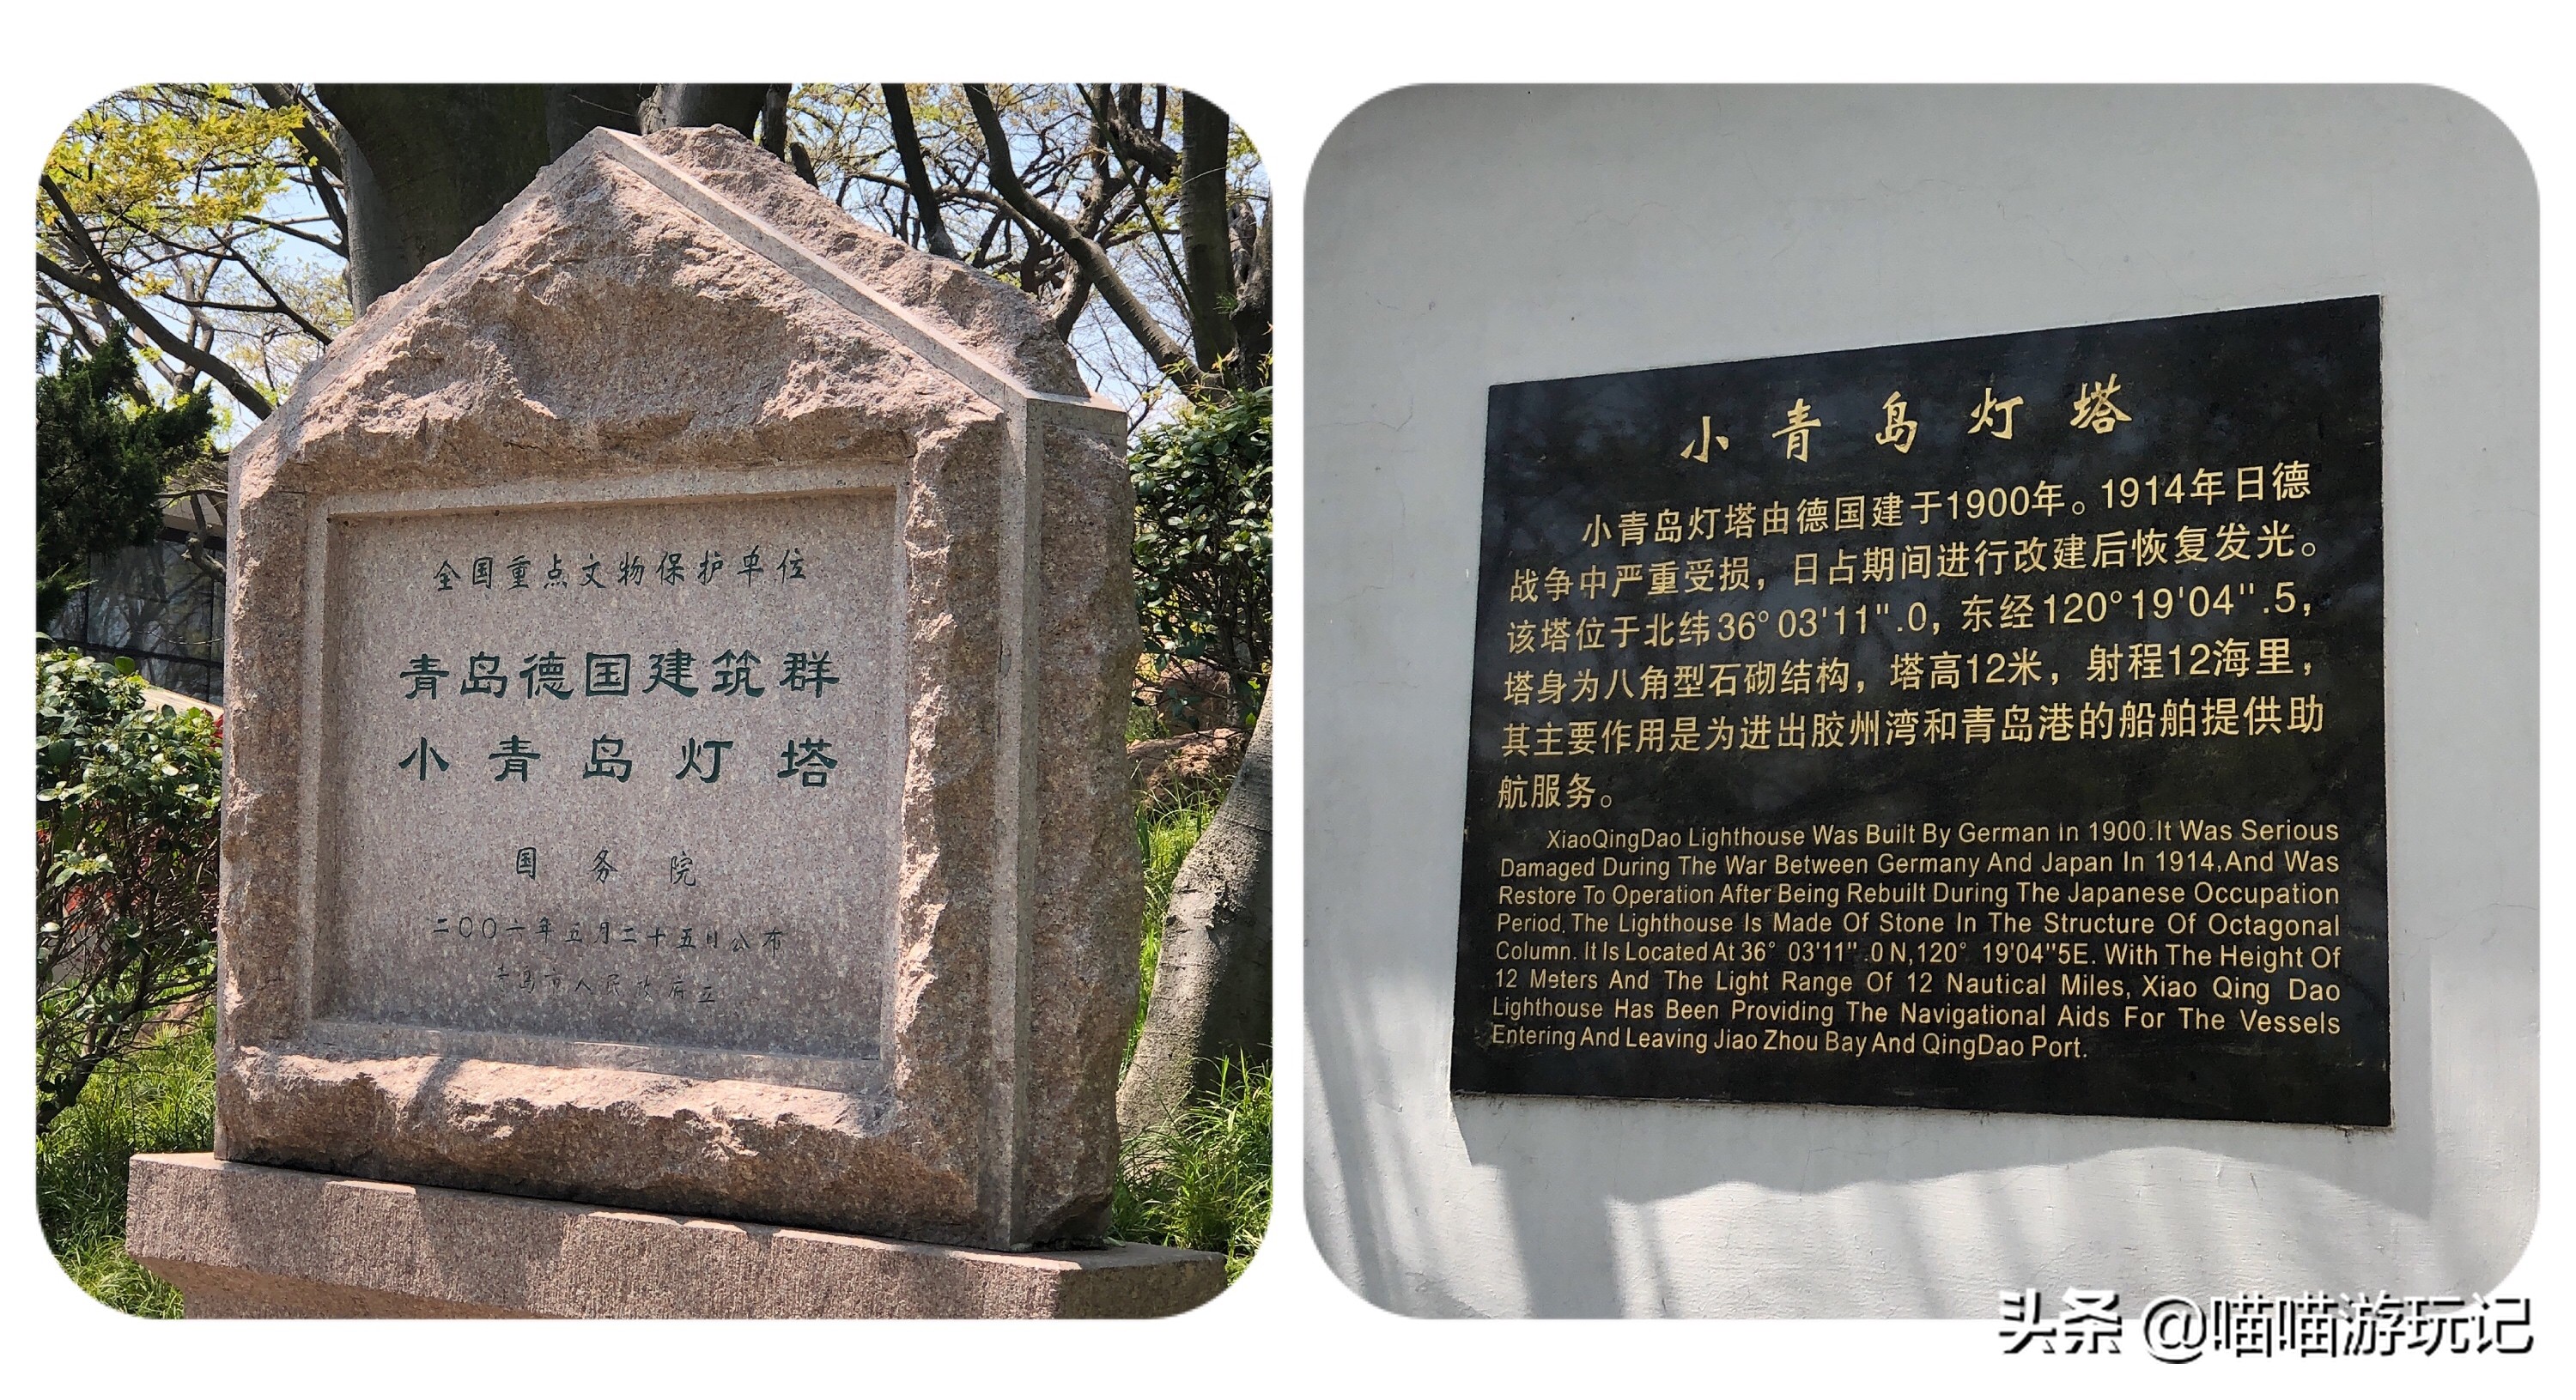 全国重点文物保护单位
青岛德国建筑群
小青岛灯塔
国务院
二〇〇六年五月二十五日公布
青岛市人民政府立
小青岛灯塔
小青岛灯塔由德国建于1900年。1914年日德
战争中严重受损，日占期间进行改建后恢复发光。
该塔位于北纬36°03'11".0，东经120°19'04".5，
塔身为八角型石砌结构，塔高12米，射程12海里，
其主要作用是为进出胶州湾和青岛港的船舶提供助
航服务。
XiaoQingDao Lighthouse Was Built By German In 1900.It Was Serious
Damaged During The War Between Germany And Japan In 1914,And Was
Restore To Operation After Being Rebuilt During The Japanese Occupation
Period. The Lighthouse Is Made Of Stone In The Structure Of Octagonal
Column. It Is Located At 36° 03'11".0 N,120° 19'04"5E. With The Height Of
12 Meters And The Light Range Of 12 Nautical Miles, Xiao Qing Dao
Lighthouse Has Been Providing The Navigational Aids For The Vessels
Entering And Leaving Jiao Zhou Bay And QingDao Port.
头条 @喵喵游玩记